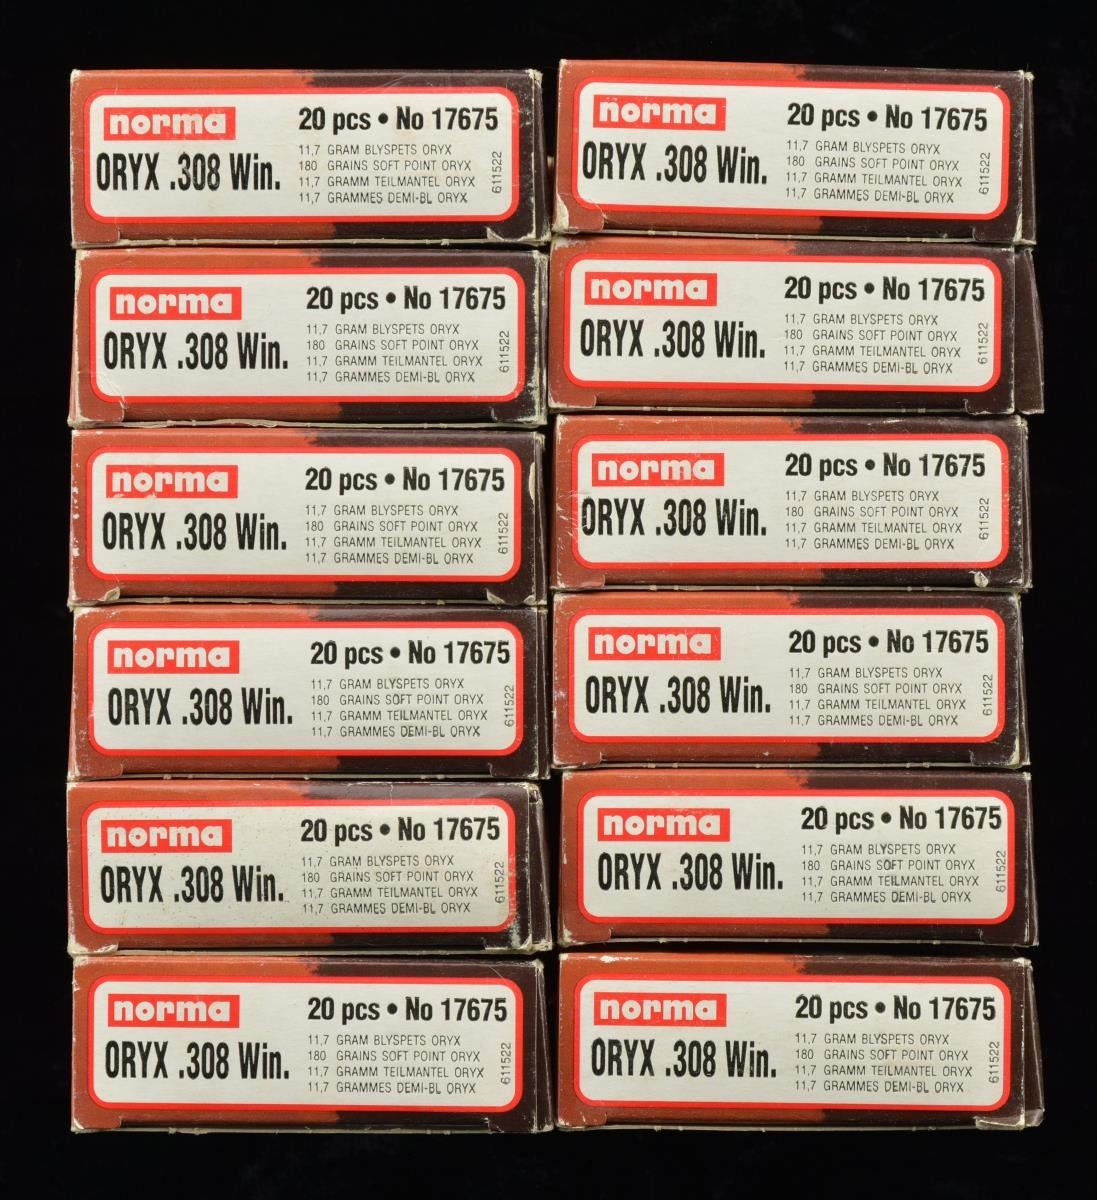 norma
20 pcs • No 17675
ORYX .308 Win.
11,7 GRAM BLYSPETS ORYX
180 GRAINS SOFT POINT ORYX
11,7 GRAMM TEILMANTEL ORYX
11,7 GRAMMES DEMI-BL ORYX
611522
norma
20 pcs • No 17675
ORYX .308 Win.
11,7 GRAM BLYSPETS ORYX
180 GRAINS SOFT POINT ORYX
11,7 GRAMM TEILMANTEL ORYX
11,7 GRAMMES DEMI-BL ORYX
611522
norma
20 pcs • No 17675
ORYX .308 Win.
11,7 GRAM BLYSPETS ORYX
180 GRAINS SOFT POINT ORYX
11,7 GRAMM TEILMANTEL ORYX
11,7 GRAMMES DEMI-BL ORYX
611522
norma
20 pcs • No 17675
ORYX .308 Win.
11,7 GRAM BLYSPETS ORYX
180 GRAINS SOFT POINT ORYX
11,7 GRAMM TEILMANTEL ORYX
11,7 GRAMMES DEMI-BL ORYX
611522
norma
20 pcs • No 17675
ORYX .308 Win.
11,7 GRAM BLYSPETS ORYX
180 GRAINS SOFT POINT ORYX
11,7 GRAMM TEILMANTEL ORYX
11,7 GRAMMES DEMI-BL ORYX
611522
norma
20 pcs • No 17675
ORYX .308 Win.
11,7 GRAM BLYSPETS ORYX
180 GRAINS SOFT POINT ORYX
11,7 GRAMM TEILMANTEL ORYX
11,7 GRAMMES DEMI-BL ORYX
611522
norma
20 pcs • No 17675
ORYX .308 Win.
11,7 GRAM BLYSPETS ORYX
180 GRAINS SOFT POINT ORYX
11,7 GRAMM TEILMANTEL ORYX
11,7 GRAMMES DEMI-BL ORYX
611522
norma
20 pcs • No 17675
ORYX .308 Win.
11,7 GRAM BLYSPETS ORYX
180 GRAINS SOFT POINT ORYX
11,7 GRAMM TEILMANTEL ORYX
11,7 GRAMMES DEMI-BL ORYX
611522
norma
20 pcs • No 17675
ORYX .308 Win.
11,7 GRAM BLYSPETS ORYX
180 GRAINS SOFT POINT ORYX
11,7 GRAMM TEILMANTEL ORYX
11,7 GRAMMES DEMI-BL ORYX
611522
norma
20 pcs • No 17675
ORYX .308 Win.
11,7 GRAM BLYSPETS ORYX
180 GRAINS SOFT POINT ORYX
11,7 GRAMM TEILMANTEL ORYX
11,7 GRAMMES DEMI-BL ORYX
611522
norma
20 pcs • No 17675
ORYX .308 Win.
11,7 GRAM BLYSPETS ORYX
180 GRAINS SOFT POINT ORYX
11,7 GRAMM TEILMANTEL ORYX
11,7 GRAMMES DEMI-BL ORYX
611522
norma
20 pcs • No 17675
ORYX .308 Win.
11,7 GRAM BLYSPETS ORYX
180 GRAINS SOFT POINT ORYX
11,7 GRAMM TEILMANTEL ORYX
11,7 GRAMMES DEMI-BL ORYX
611522